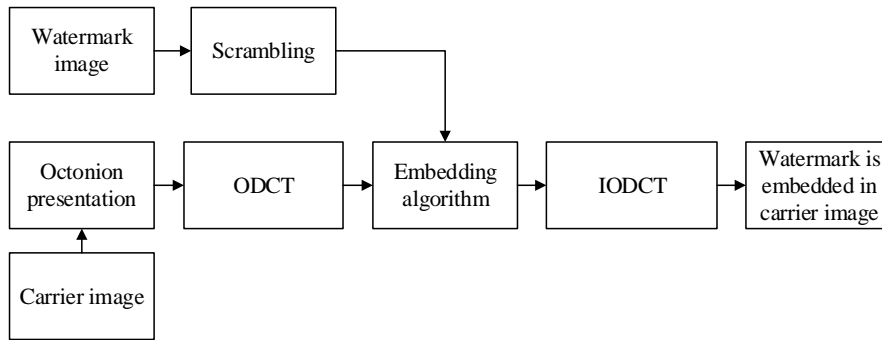 Watermark
image
Scrambling
Octonion
presentation
ODCT
Embedding
algorithm
IODCT
Watermark is
embedded in
carrier image
Carrier image